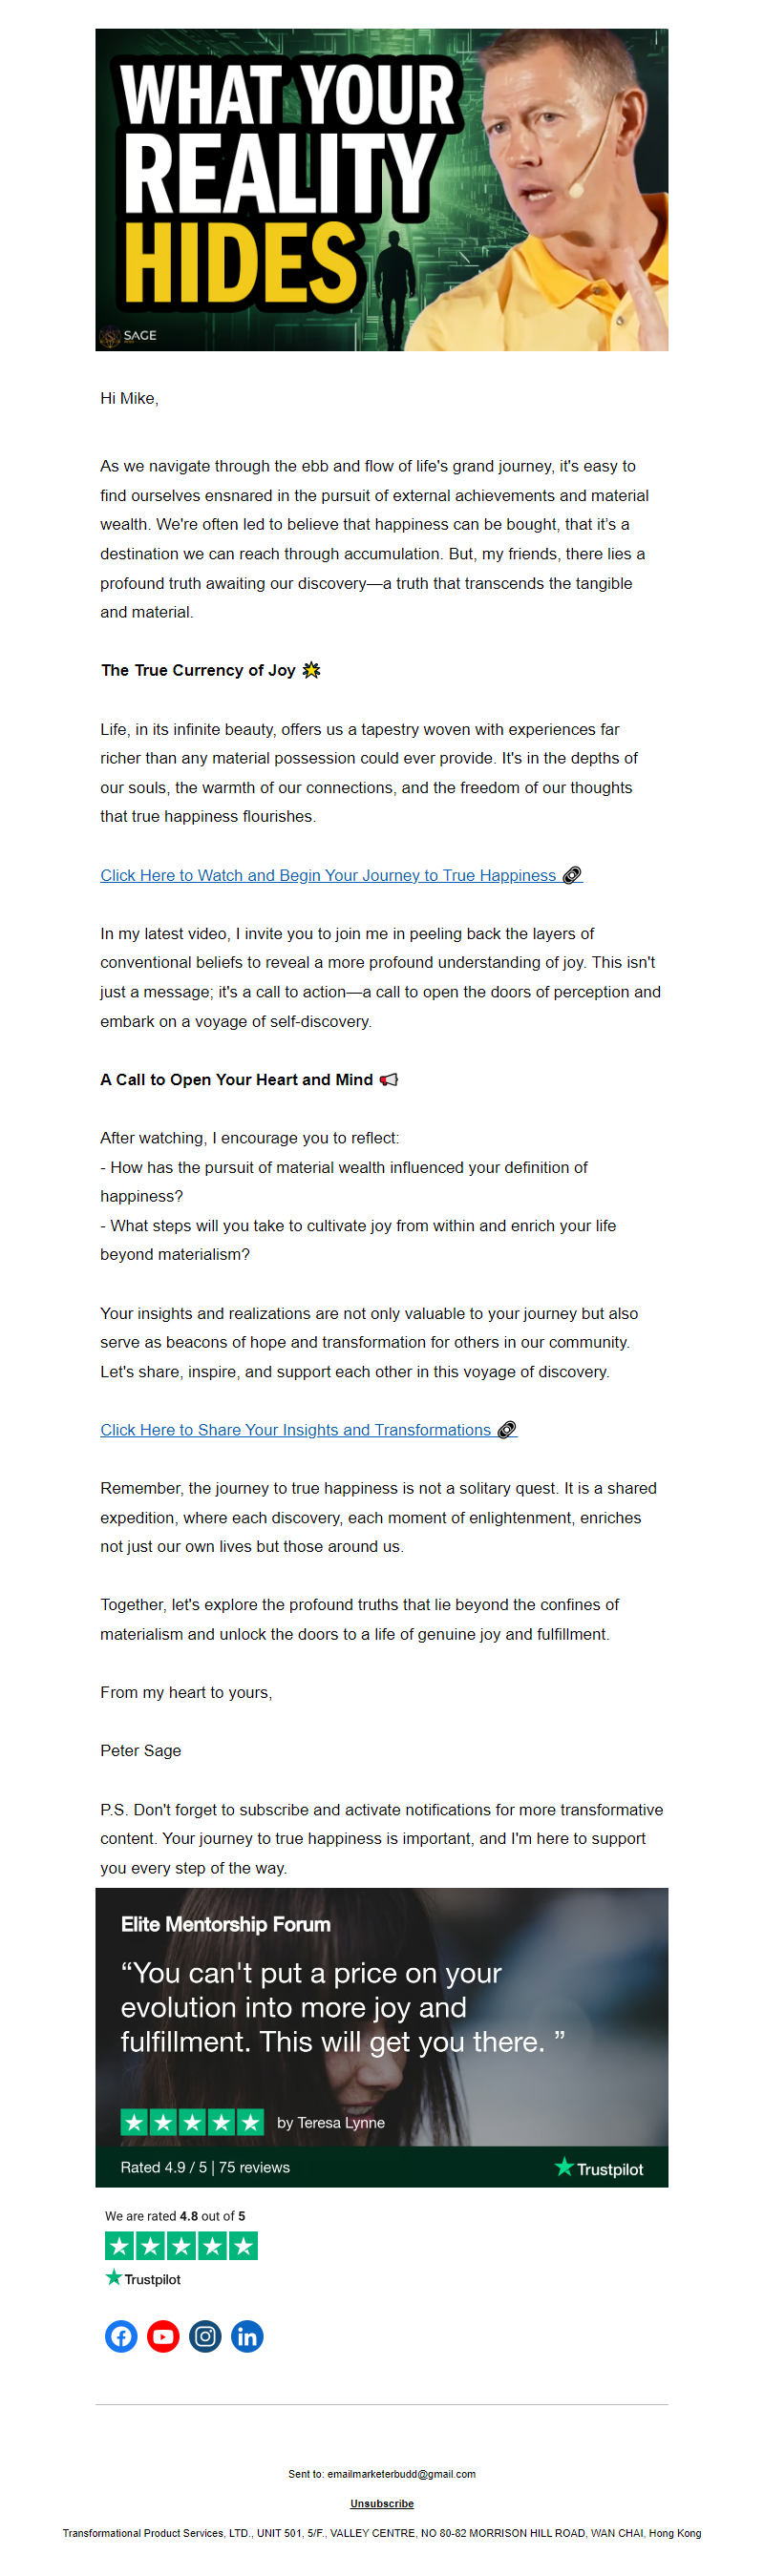 WHAT YOUR
REALITY
HIDES
SAGE
Hi Mike,
As we navigate through the ebb and flow of life's grand journey, it's easy to
find ourselves ensnared in the pursuit of external achievements and material
wealth. We're often led to believe that happiness can be bought, that it’s a
destination we can reach through accumulation. But, my friends, there lies a
profound truth awaiting our discovery—a truth that transcends the tangible
and material.
The True Currency of Joy 🌟
Life, in its infinite beauty, offers us a tapestry woven with experiences far
richer than any material possession could ever provide. It's in the depths of
our souls, the warmth of our connections, and the freedom of our thoughts
that true happiness flourishes.
Click Here to Watch and Begin Your Journey to True Happiness 🔗
In my latest video, I invite you to join me in peeling back the layers of
conventional beliefs to reveal a more profound understanding of joy. This isn't
just a message; it's a call to action—a call to open the doors of perception and
embark on a voyage of self-discovery.
A Call to Open Your Heart and Mind 📢
After watching, I encourage you to reflect:
- How has the pursuit of material wealth influenced your definition of
happiness?
- What steps will you take to cultivate joy from within and enrich your life
beyond materialism?
Your insights and realizations are not only valuable to your journey but also
serve as beacons of hope and transformation for others in our community.
Let's share, inspire, and support each other in this voyage of discovery.
Click Here to Share Your Insights and Transformations 🔗
Remember, the journey to true happiness is not a solitary quest. It is a shared
expedition, where each discovery, each moment of enlightenment, enriches
not just our own lives but those around us.
Together, let's explore the profound truths that lie beyond the confines of
materialism and unlock the doors to a life of genuine joy and fulfillment.
From my heart to yours,
Peter Sage
P.S. Don't forget to subscribe and activate notifications for more transformative
content. Your journey to true happiness is important, and I'm here to support
you every step of the way.
Elite Mentorship Forum
“You can't put a price on your
evolution into more joy and
fulfillment. This will get you there. ”
by Teresa Lynne
Rated 4.9 / 5 | 75 reviews
Trustpilot
We are rated 4.8 out of 5
Trustpilot
Sent to: emailmarketerbudd@gmail.com
Unsubscribe
Transformational Product Services, LTD., UNIT 501, 5/F., VALLEY CENTRE, NO 80-82 MORRISON HILL ROAD, WAN CHAI, Hong Kong